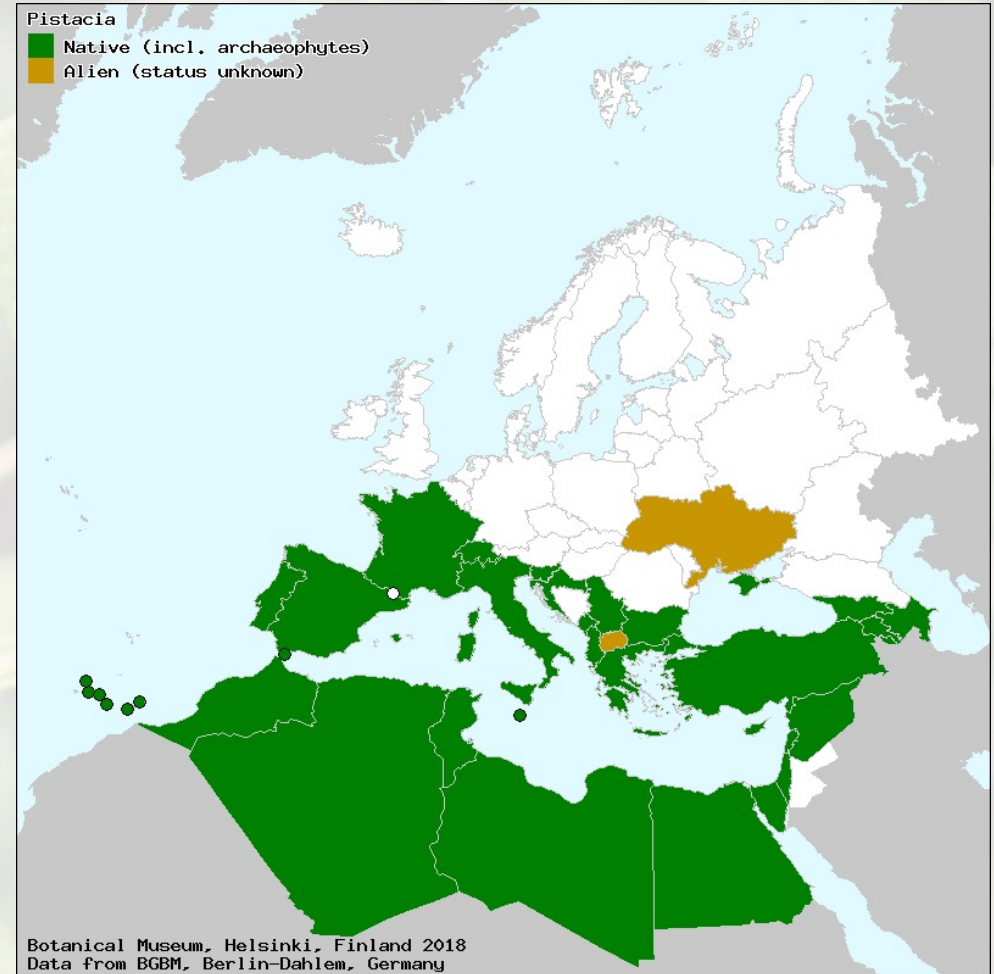 Pistacia
Native (incl. archaeophytes)
Alien (status unknown)
Botanical Museum, Helsinki, Finland 2018
Data from BGBM, Berlin-Dahlem, Germany